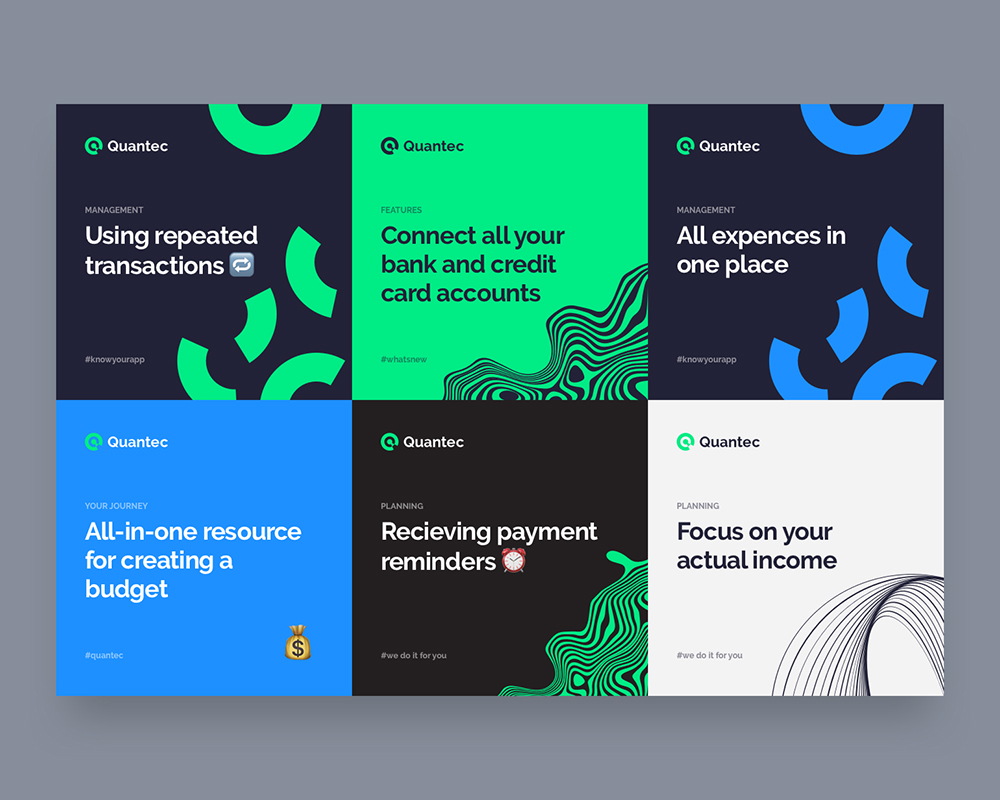 Quantec
MANAGEMENT
Using repeated
transactions 🔁
#knowyourapp
Quantec
FEATURES
Connect all your
bank and credit
card accounts
#whatsnew
Quantec
MANAGEMENT
All expences in
one place
#knowyourapp
Quantec
YOUR JOURNEY
All-in-one resource
for creating a
budget
#quantec
Quantec
PLANNING
Recieving payment
reminders ⏰
#we do it for you
Quantec
PLANNING
Focus on your
actual income
#we do it for you